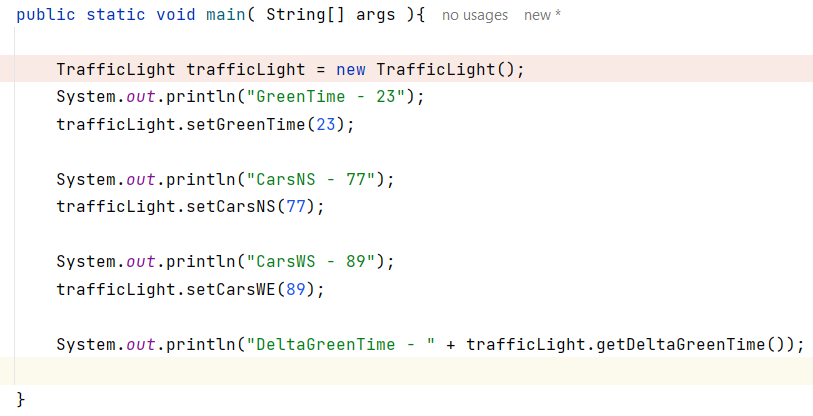 public static void main( String[] args ){ no usages new *
TrafficLight trafficLight = new TrafficLight();
System.out.println("GreenTime - 23");
trafficLight.setGreenTime(23);
System.out.println("CarsNS - 77");
trafficLight.setCarsNS(77);
System.out.println("CarsWS - 89");
trafficLight.setCarsWE(89);
System.out.println("DeltaGreenTime - " + trafficLight.getDeltaGreenTime());
}